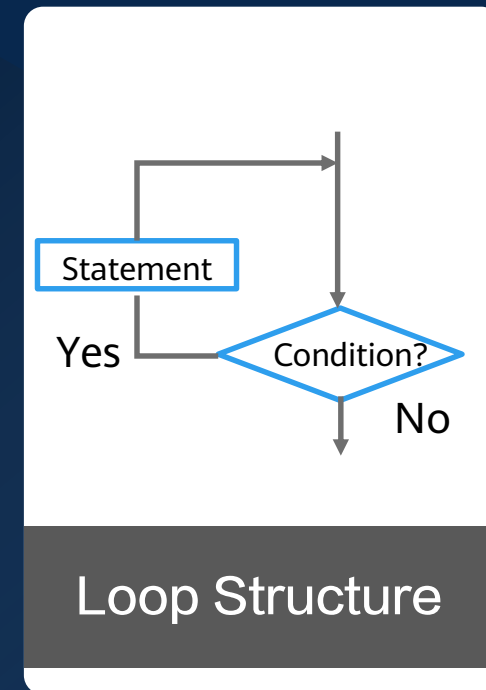 Statement
Yes
Condition?
No
Loop Structure